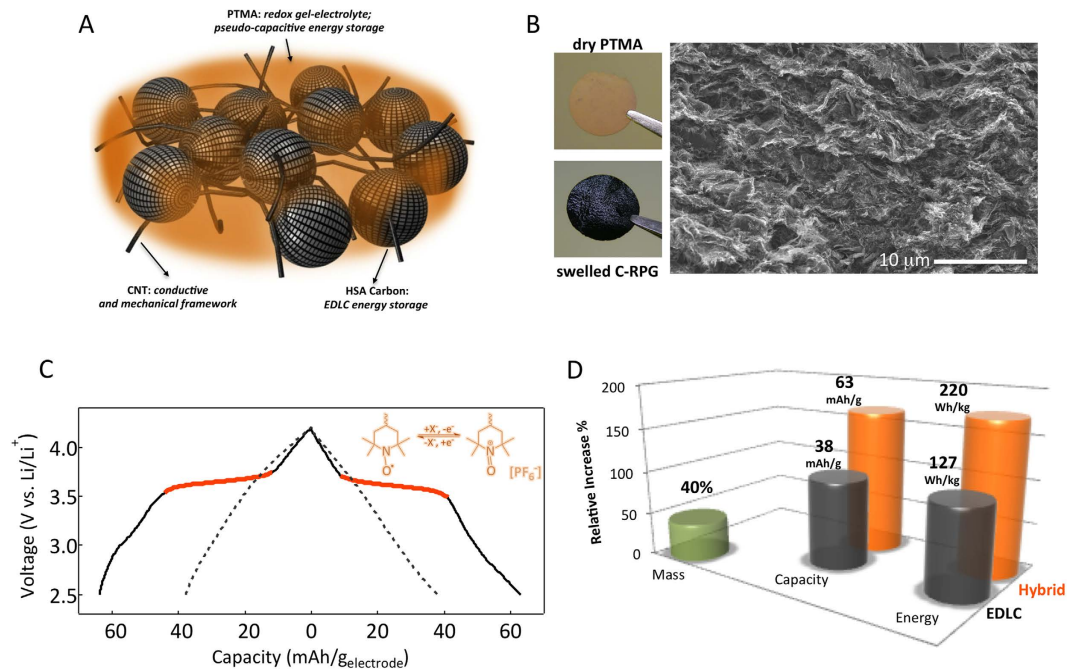 A
PTMA: redox gel-electrolyte;
pseudo-capacitive energy storage
CNT: conductive
and mechanical framework
HSA Carbon:
EDLC energy storage
B
dry PTMA
swelled C-RPG
10 μm
C
Voltage (V vs. Li/Li⁺)
4.0
3.5
3.0
2.5
60 40 20 0 20 40 60
Capacity (mAh/gelectrode)
+X⁻, -e⁻
-X⁻, +e⁻
N
O•
N⊕
O
[PF₆⁻]
D
Relative Increase %
200
150
100
50
0
40%
38
mAh/g
63
mAh/g
127
Wh/kg
220
Wh/kg
Mass
Capacity
Energy
EDLC
Hybrid